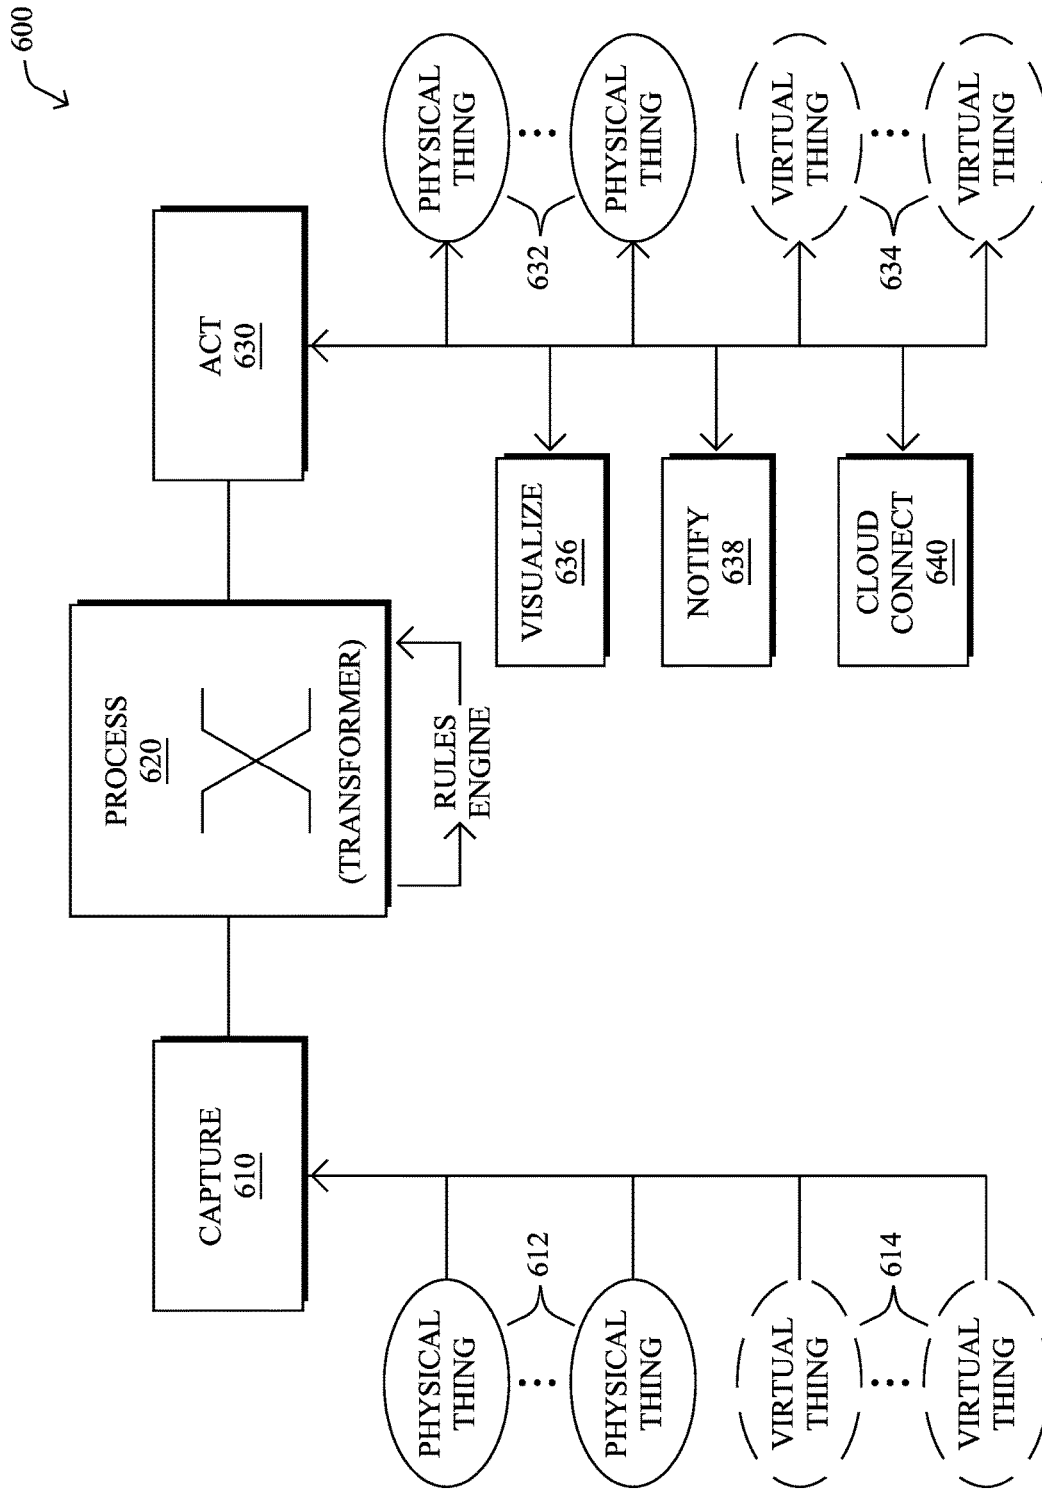 600
CAPTURE
610
PROCESS
620
(TRANSFORMER)
RULES
ENGINE
ACT
630
PHYSICAL
THING
612
PHYSICAL
THING
VIRTUAL
THING
614
VIRTUAL
THING
VISUALIZE
636
NOTIFY
638
CLOUD
CONNECT
640
PHYSICAL
THING
632
PHYSICAL
THING
VIRTUAL
THING
634
VIRTUAL
THING